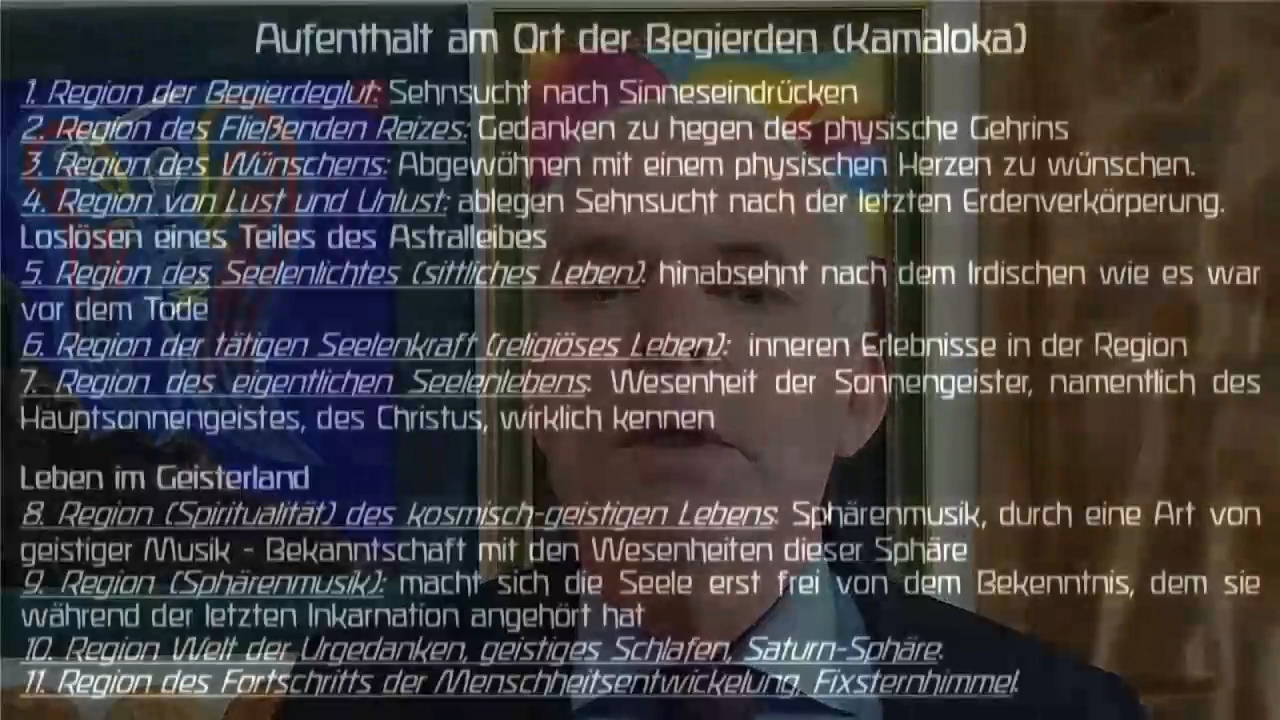 Aufenthalt am Ort der Begierden (Kamaloka)
1. Region der Begierdeglut: Sehnsucht nach Sinneseindrücken
2. Region des Fließenden Reizes: Gedanken zu hegen des physische Gehrins
3. Region des Wünschens: Abgewöhnen mit einem physischen Herzen zu wünschen.
4. Region von Lust und Unlust: ablegen Sehnsucht nach der letzten Erdenverkörperung.
Loslösen eines Teiles des Astralleibes
5. Region des Seelenlichtes (sittliches Leben): hinabsehnt nach dem Irdischen wie es war
vor dem Tode
6. Region der tätigen Seelenkraft (religiöses Leben): inneren Erlebnisse in der Region
7. Region des eigentlichen Seelenlebens: Wesenheit der Sonnengeister, namentlich des
Hauptsonnengeistes, des Christus, wirklich kennen
Leben im Geisterland
8. Region (Spiritualität) des kosmisch-geistigen Lebens: Sphärenmusik, durch eine Art von
geistiger Musik - Bekanntschaft mit den Wesenheiten dieser Sphäre
9. Region (Sphärenmusik): macht sich die Seele erst frei von dem Bekenntnis, dem sie
während der letzten Inkarnation angehört hat
10. Region Welt der Urgedanken, geistiges Schlafen, Saturn-Sphäre.
11. Region des Fortschritts der Menschheitsentwickelung, Fixsternhimmel.